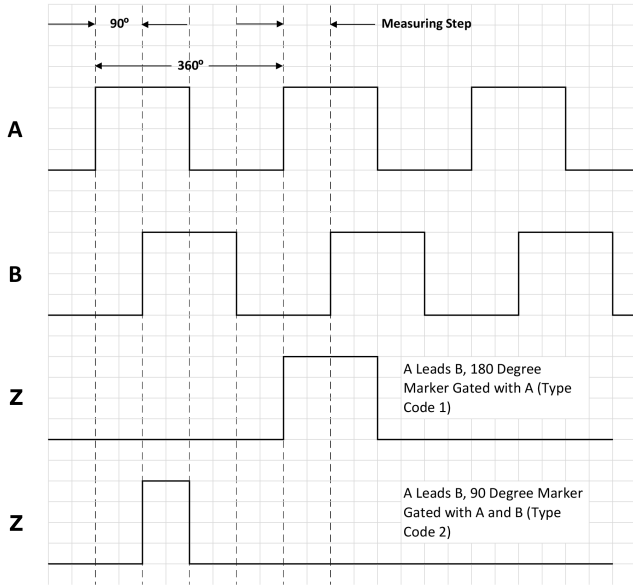 90º
Measuring Step
360º
A
B
Z
A Leads B, 180 Degree
Marker Gated with A (Type
Code 1)
Z
A Leads B, 90 Degree Marker
Gated with A and B (Type
Code 2)